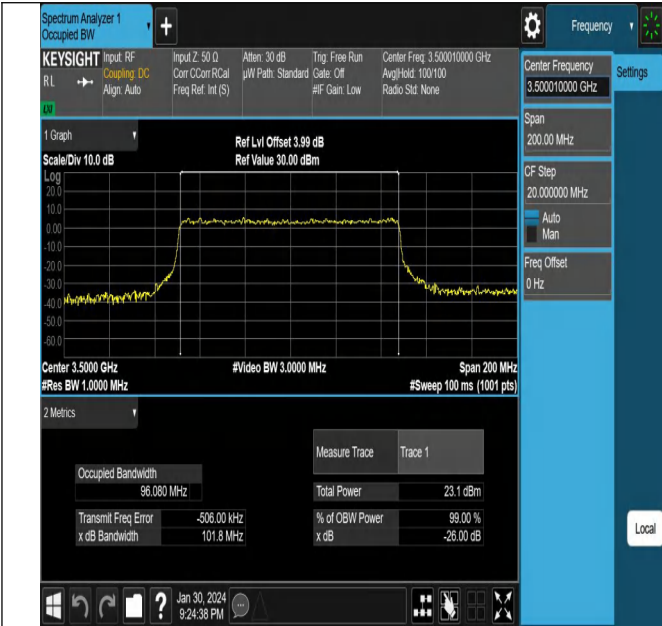 Spectrum Analyzer 1
Occupied BW
Frequency
KEYSIGHT
RL
LXI
Input: RF
Coupling: DC
Align: Auto
Input Z: 50 Ω
Corr CCorr RCal
Freq Ref: Int (S)
Atten: 30 dB
µW Path: Standard
Trig: Free Run
Gate: Off
#IF Gain: Low
Center Freq: 3.500010000 GHz
Avg|Hold: 100/100
Radio Std: None
Center Frequency
3.500010000 GHz
Settings
Span
200.00 MHz
CF Step
20.000000 MHz
Auto
Man
Freq Offset
0 Hz
1 Graph
Scale/Div 10.0 dB
Ref Lvl Offset 3.99 dB
Ref Value 30.00 dBm
Log
20.0
10.0
0.00
-10.0
-20.0
-30.0
-40.0
-50.0
-60.0
Center 3.5000 GHz
#Video BW 3.0000 MHz
Span 200 MHz
#Res BW 1.0000 MHz
#Sweep 100 ms (1001 pts)
2 Metrics
Measure Trace Trace 1
Occupied Bandwidth
96.080 MHz
Total Power 23.1 dBm
Transmit Freq Error -506.00 kHz
% of OBW Power 99.00 %
x dB Bandwidth 101.8 MHz
x dB -26.00 dB
Local
?
Jan 30, 2024
9:24:38 PM